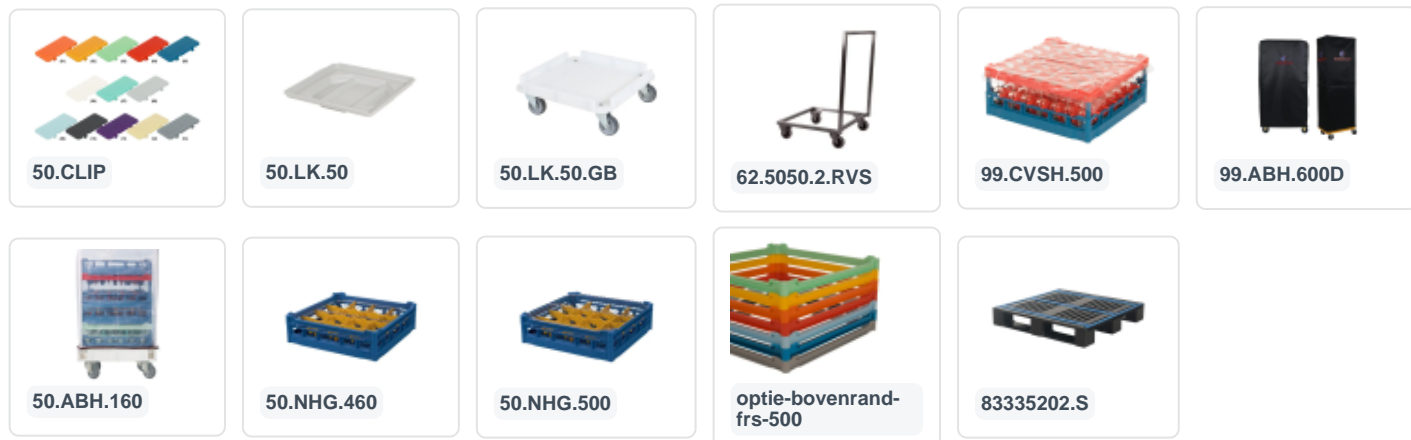 50.CLIP
50.LK.50
50.LK.50.GB
62.5050.2.RVS
99.CVSH.500
99.ABH.600D
50.ABH.160
50.NHG.460
50.NHG.500
optie-bovenrand-
frs-500
83335202.S